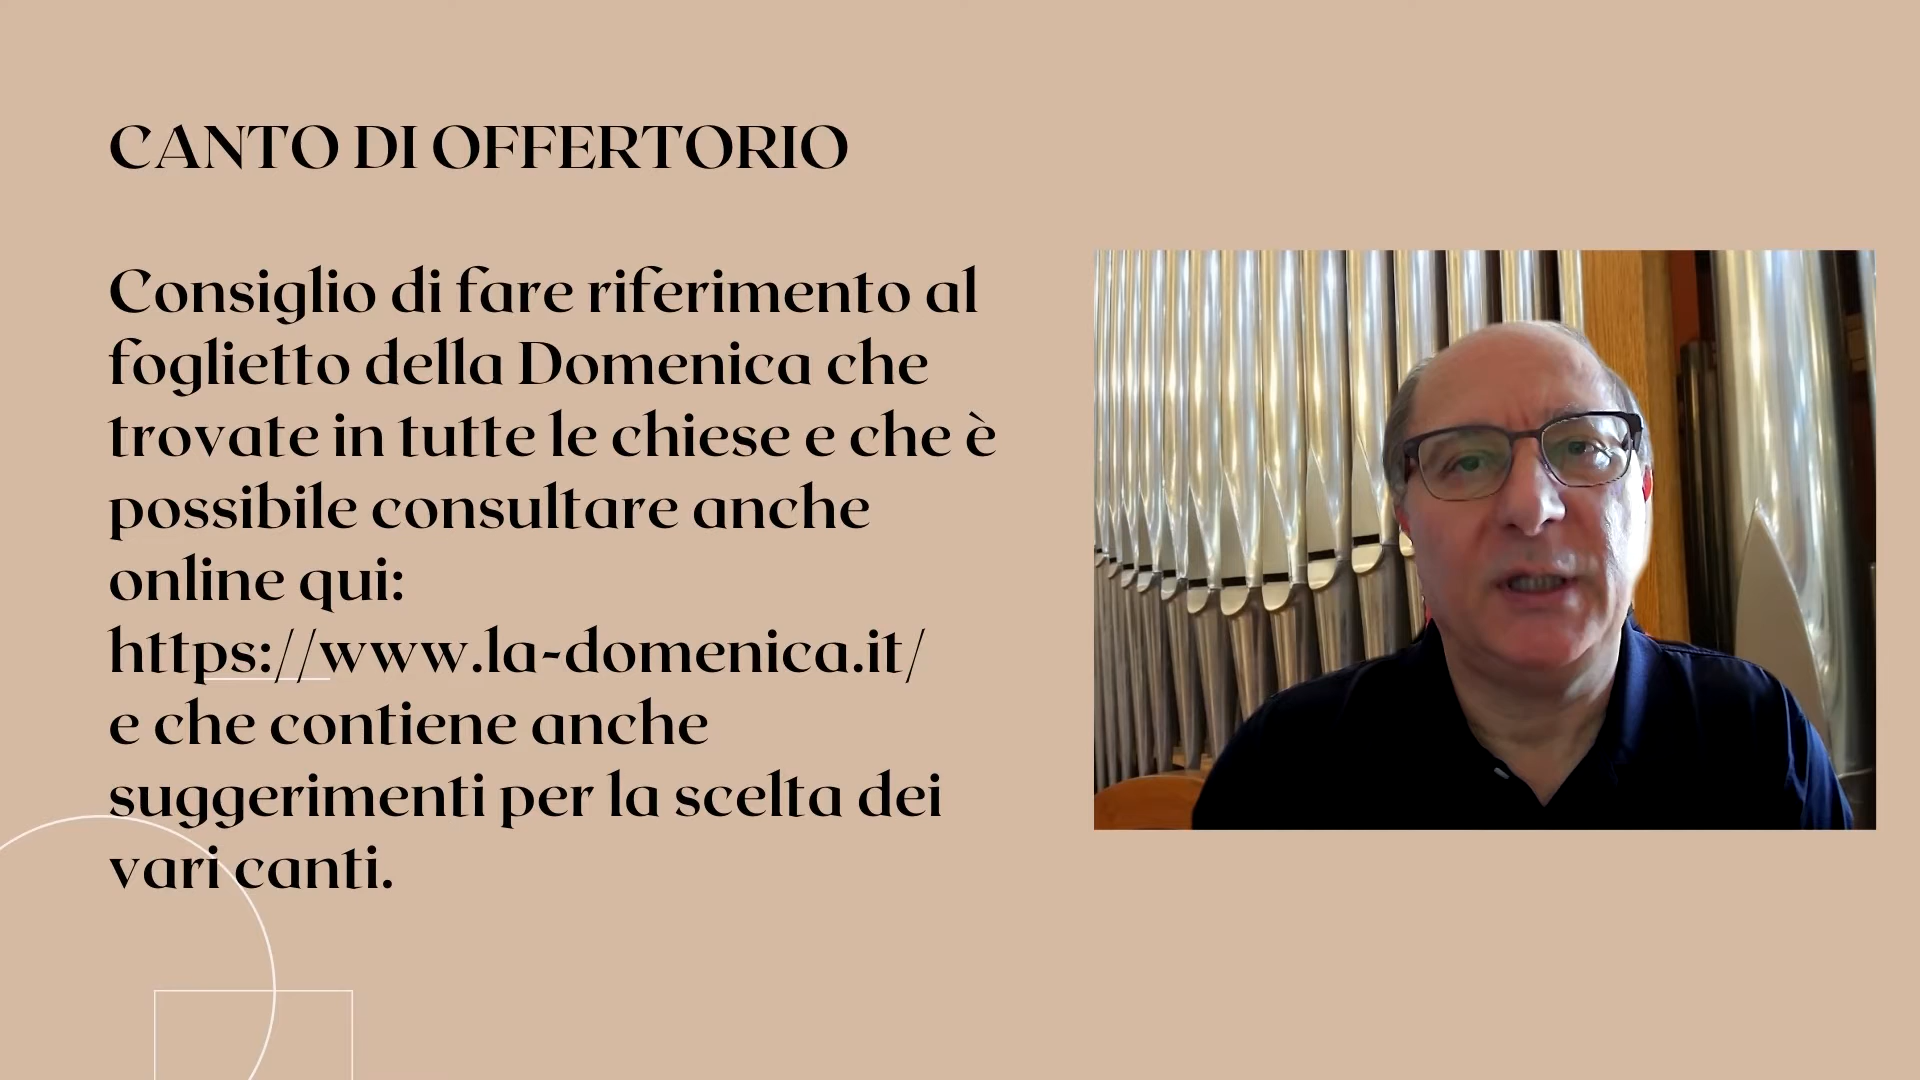 CANTO DI OFFERTORIO
Consiglio di fare riferimento al
foglietto della Domenica che
trovate in tutte le chiese e che è
possibile consultare anche
online qui:
https://www.la-domenica.it/
e che contiene anche
suggerimenti per la scelta dei
vari canti.